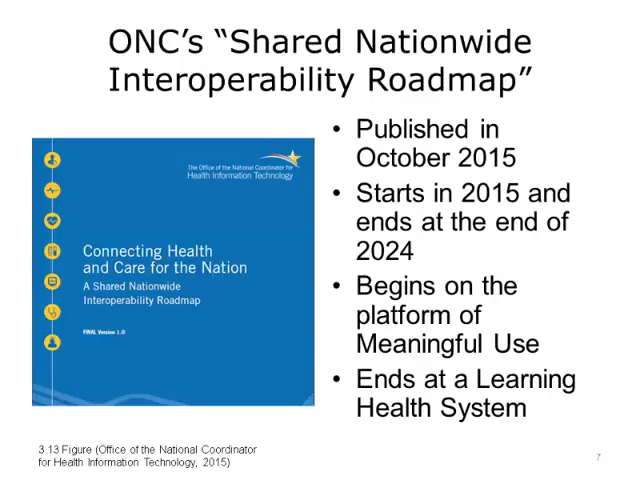 ONC's “Shared Nationwide
Interoperability Roadmap”
The Office of the National Coordinator for
Health Information Technology
Connecting Health
and Care for the Nation
A Shared Nationwide
Interoperability Roadmap
FINAL Version 1.0
• Published in
October 2015
• Starts in 2015 and
ends at the end of
2024
• Begins on the
platform of
Meaningful Use
• Ends at a Learning
Health System
3.13 Figure (Office of the National Coordinator
for Health Information Technology, 2015)
7